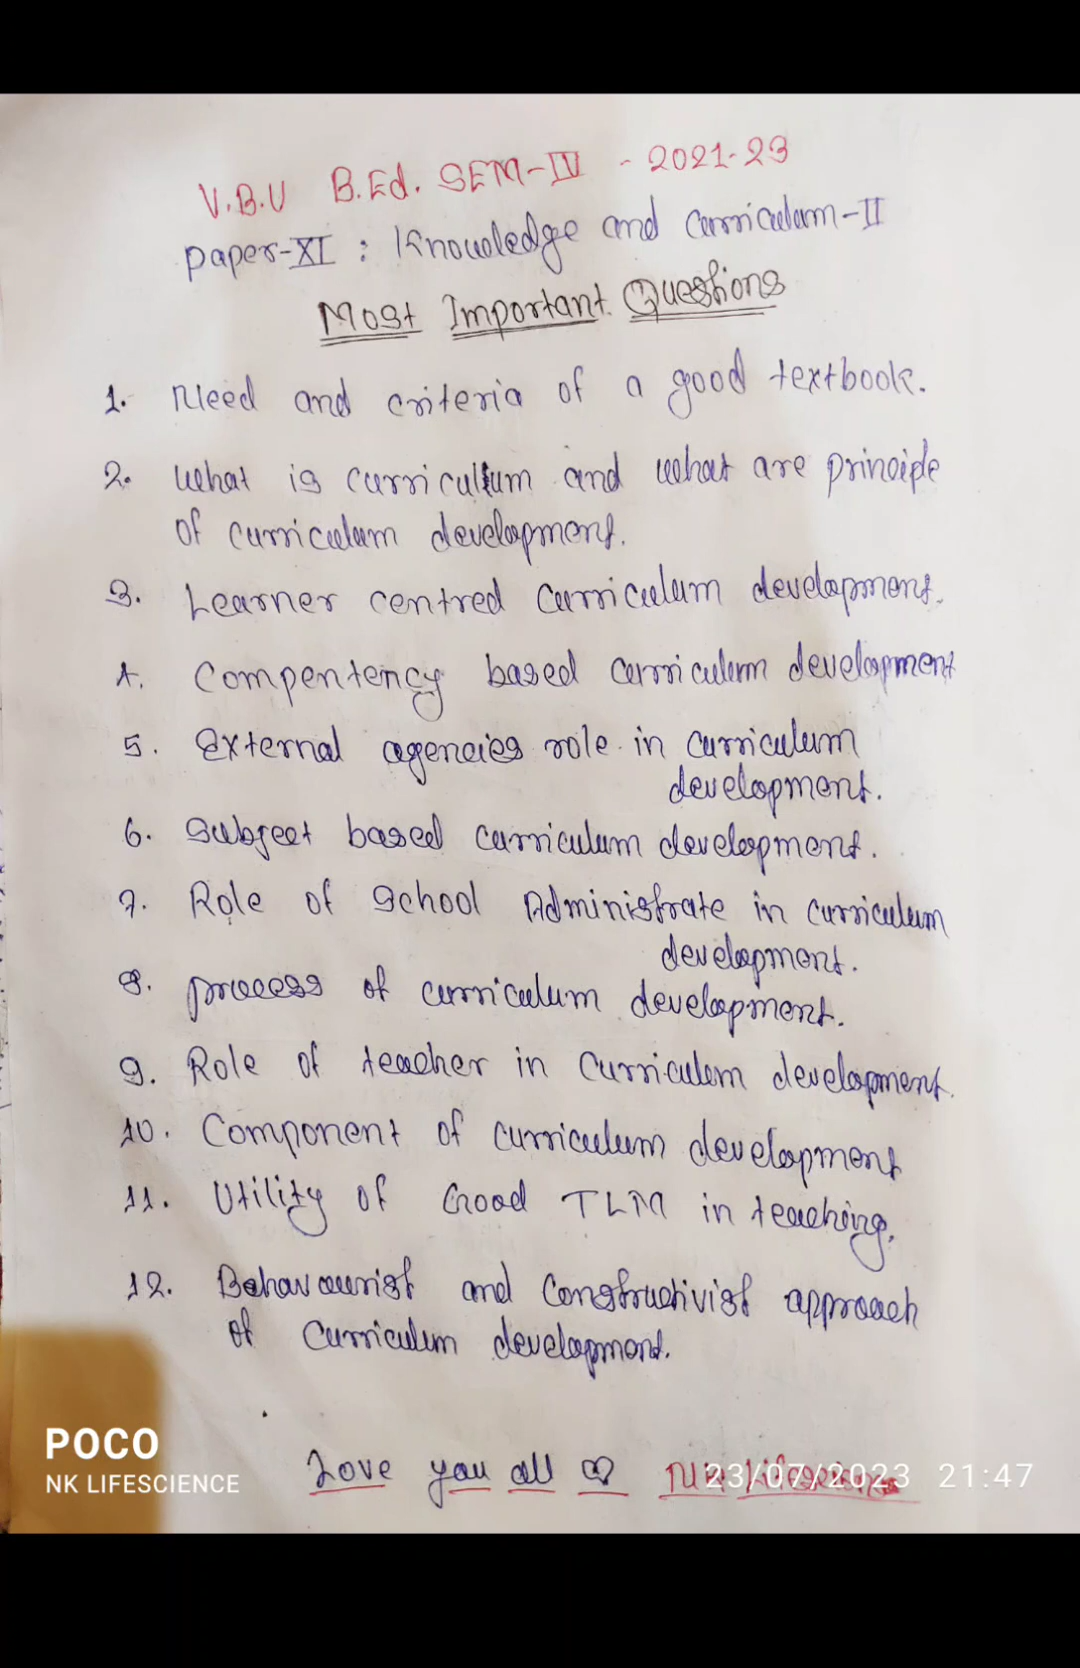 V.B.U B.Ed. SEM-IV - 2021-23
paper-XI : Knowledge and Curriculum-II
Most Important Questions
1. Need and criteria of a good textbook.
2. What is curriculum and what are principle
of curriculum development.
3. Learner centred curriculum development.
4. Compentency based curriculum development
5. External agencies role in curriculum
development.
6. Subject based curriculum development.
7. Role of School Administrate in curriculum
development.
8. process of curriculum development.
9. Role of teacher in curriculum development.
10. Component of curriculum development
11. Utility of Good TLM in teaching.
12. Behavourist and Constructivist approach
of curriculum development.
Love you all
POCO
NK LIFESCIENCE
23/07/2023 21:47